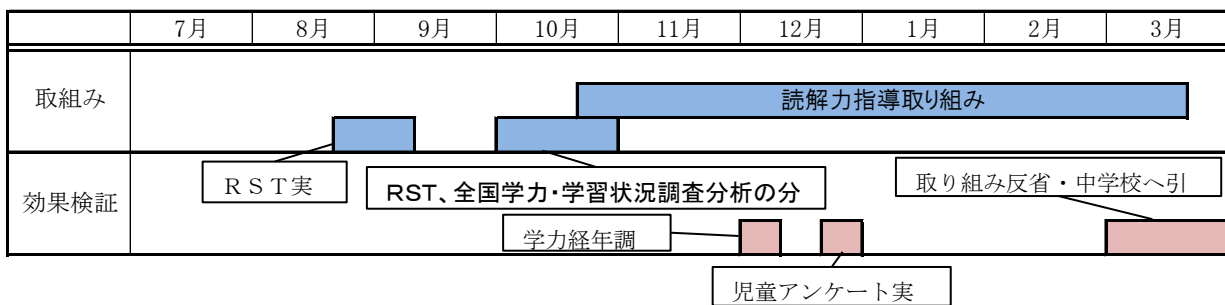 7月 8月 9月 10月 11月 12月 1月 2月 3月
取組み
読解力指導取り組み
RST実
RST、全国学力・学習状況調査分析の分
取り組み反省・中学校へ引
効果検証
学力経年調
児童アンケート実